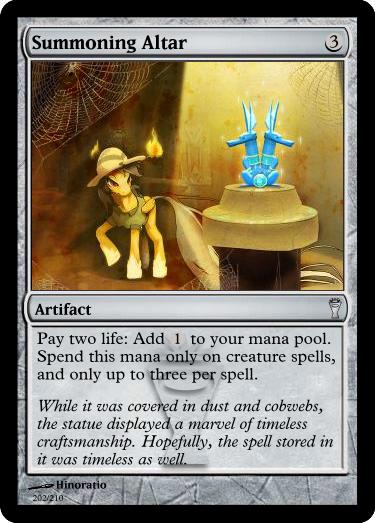 Summoning Altar 3
Artifact
Pay two life: Add 1 to your mana pool.
Spend this mana only on creature spells,
and only up to three per spell.
While it was covered in dust and cobwebs,
the statue displayed a marvel of timeless
craftsmanship. Hopefully, the spell stored in
it was timeless as well.
Hinoratio
202/210